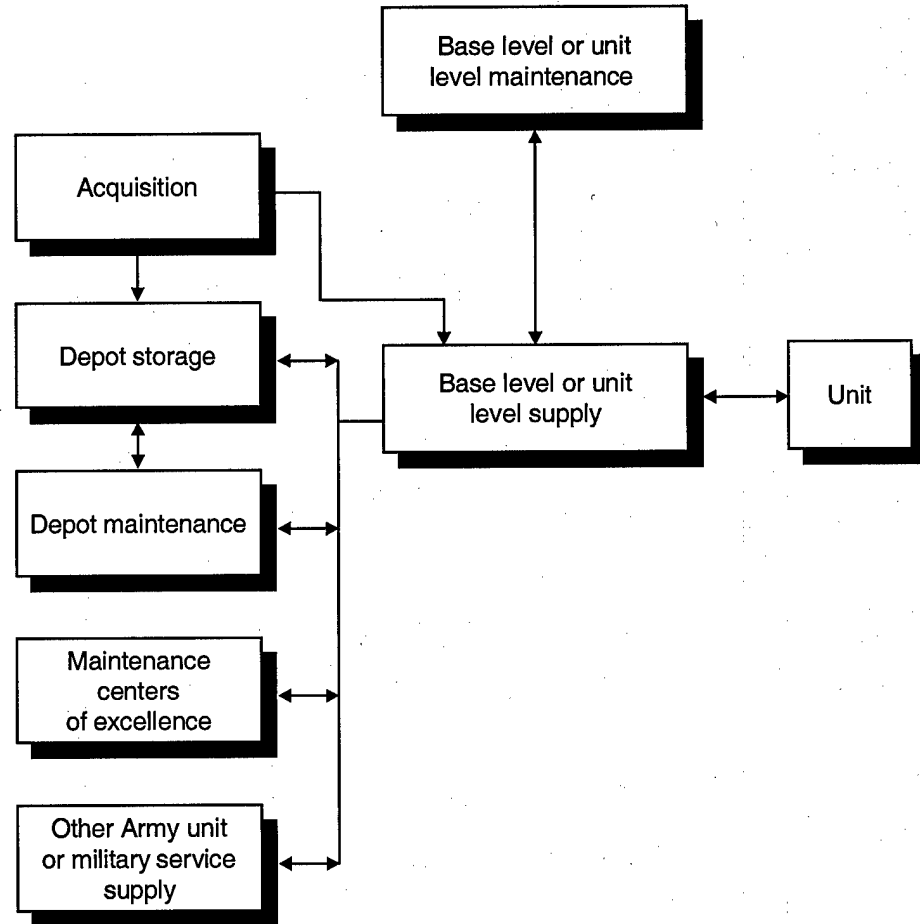 Base level or unit
level maintenance
Acquisition
Depot storage
Base level or unit
level supply
Unit
Depot maintenance
Maintenance
centers
of excellence
Other Army unit
or military service
supply